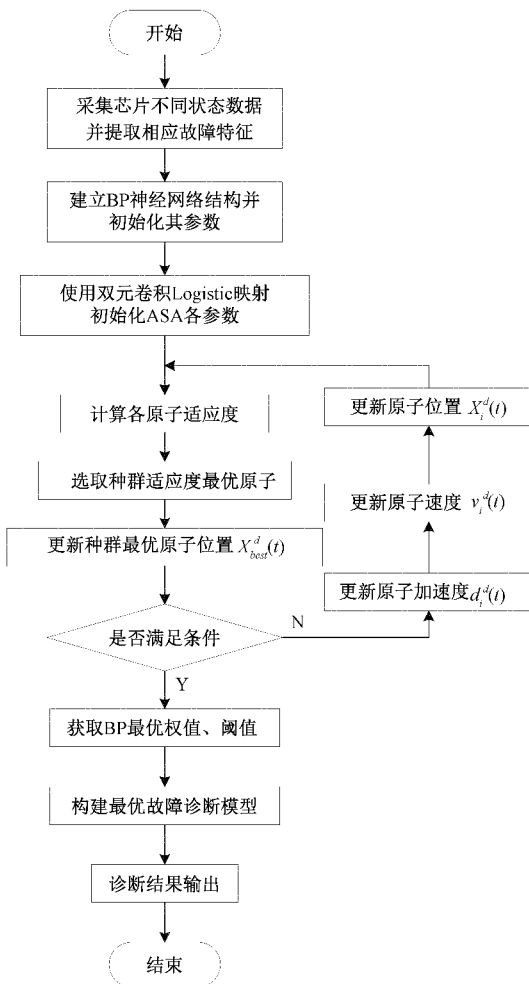 开始
采集芯片不同状态数据
并提取相应故障特征
建立BP神经网络结构并
初始化其参数
使用双元卷积Logistic映射
初始化ASA各参数
计算各原子适应度
选取种群适应度最优原子
更新种群最优原子位置 X_{best}^{d}(t)
是否满足条件
N
更新原子加速度 d_{i}^{d}(t)
更新原子速度 v_{i}^{d}(t)
更新原子位置 X_{i}^{d}(t)
Y
获取BP最优权值、阈值
构建最优故障诊断模型
诊断结果输出
结束